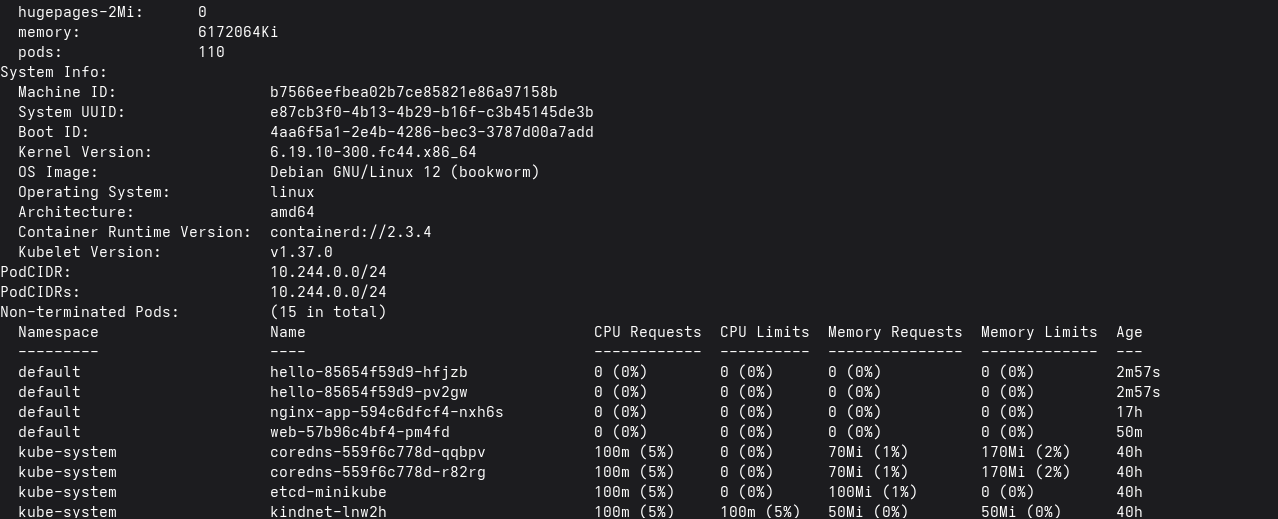 hugepages-2Mi:      0
  memory:             6172064Ki
  pods:               110
System Info:
  Machine ID:                 b7566eefbea02b7ce85821e86a97158b
  System UUID:                e87cb3f0-4b13-4b29-b16f-c3b45145de3b
  Boot ID:                    4aa6f5a1-2e4b-4286-bec3-3787d00a7add
  Kernel Version:             6.19.10-300.fc44.x86_64
  OS Image:                   Debian GNU/Linux 12 (bookworm)
  Operating System:           linux
  Architecture:               amd64
  Container Runtime Version:  containerd://2.3.4
  Kubelet Version:            v1.37.0
PodCIDR:                      10.244.0.0/24
PodCIDRs:                     10.244.0.0/24
Non-terminated Pods:          (15 in total)
  Namespace                   Name                                CPU Requests  CPU Limits  Memory Requests  Memory Limits  Age
  ---------                   ----                                ------------  ----------  ---------------  -------------  ---
  default                     hello-85654f59d9-hfjzb              0 (0%)        0 (0%)      0 (0%)           0 (0%)         2m57s
  default                     hello-85654f59d9-pv2gw              0 (0%)        0 (0%)      0 (0%)           0 (0%)         2m57s
  default                     nginx-app-594c6dfcf4-nxh6s          0 (0%)        0 (0%)      0 (0%)           0 (0%)         17h
  default                     web-57b96c4bf4-pm4fd                0 (0%)        0 (0%)      0 (0%)           0 (0%)         50m
  kube-system                 coredns-559f6c778d-qqbpv            100m (5%)     0 (0%)      70Mi (1%)        170Mi (2%)     40h
  kube-system                 coredns-559f6c778d-r82rg            100m (5%)     0 (0%)      70Mi (1%)        170Mi (2%)     40h
  kube-system                 etcd-minikube                       100m (5%)     0 (0%)      100Mi (1%)       0 (0%)         40h
  kube-system                 kindnet-lnw2h                       100m (5%)     100m (5%)   50Mi (0%)        50Mi (0%)      40h